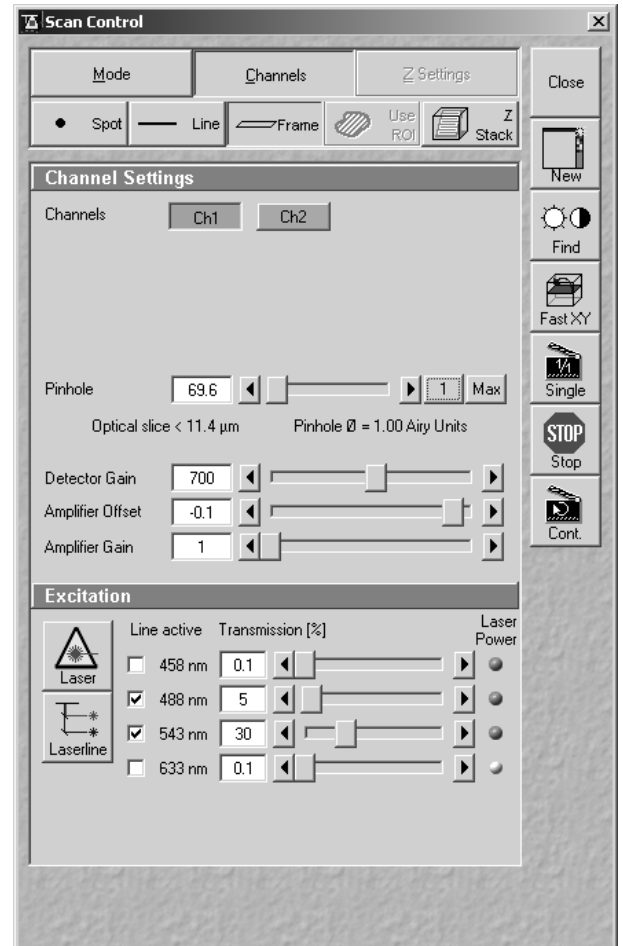 Scan Control
Mode
Channels
Z Settings
Close
Spot
Line
Frame
Use
ROI
Z
Stack
New
Find
Fast XY
1/1
Single
STOP
Stop
Cont.
Channel Settings
Channels
Ch1
Ch2
Pinhole
69.6
1
Max
Optical slice < 11.4 µm
Pinhole Ø = 1.00 Airy Units
Detector Gain
700
Amplifier Offset
-0.1
Amplifier Gain
1
Excitation
Line active
Transmission [%]
Laser
Power
Laser
Laserline
458 nm
0.1
488 nm
5
543 nm
30
633 nm
0.1